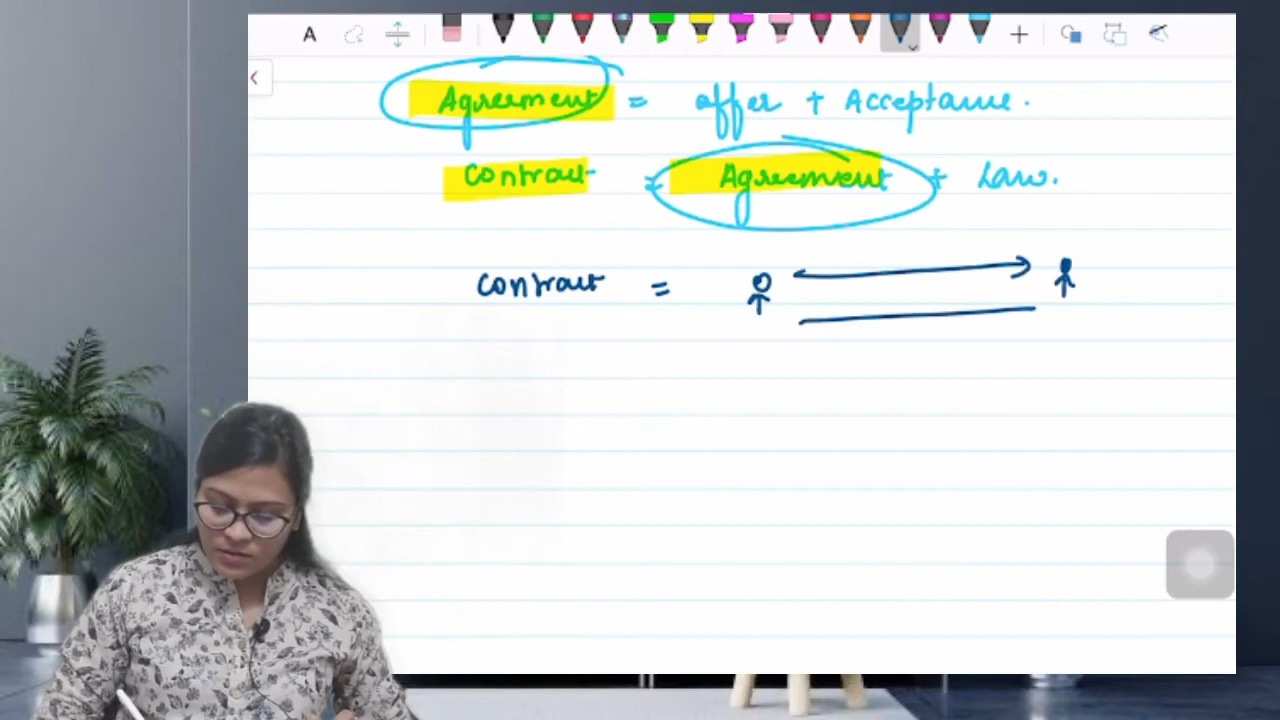 A
Agreement = offer + Acceptance.
Contract = Agreement + Law.
Contract =